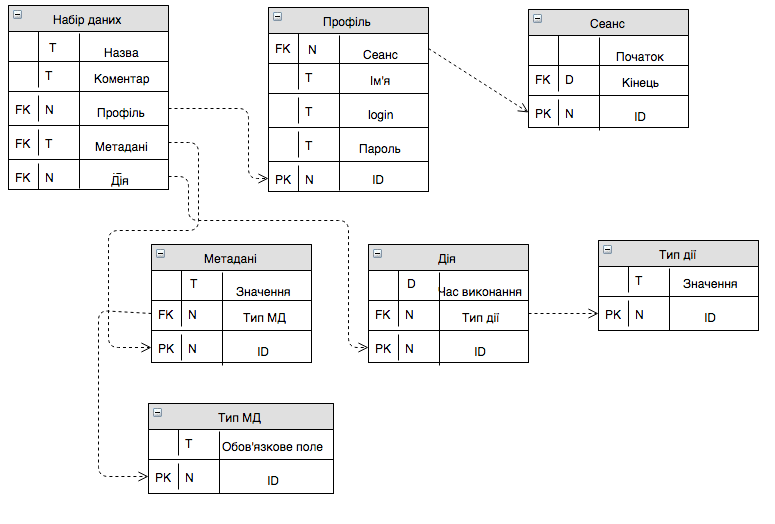 Набір даних
T Назва
T Коментар
FK N Профіль
FK T Метадані
FK N Дія
Профіль
FK N Сеанс
T Ім'я
T login
T Пароль
PK N ID
Сеанс
Початок
FK D Кінець
PK N ID
Метадані
T Значення
FK N Тип МД
PK N ID
Дія
D Час виконання
FK N Тип дії
PK N ID
Тип дії
T Значення
PK N ID
Тип МД
T Обов'язкове поле
PK N ID